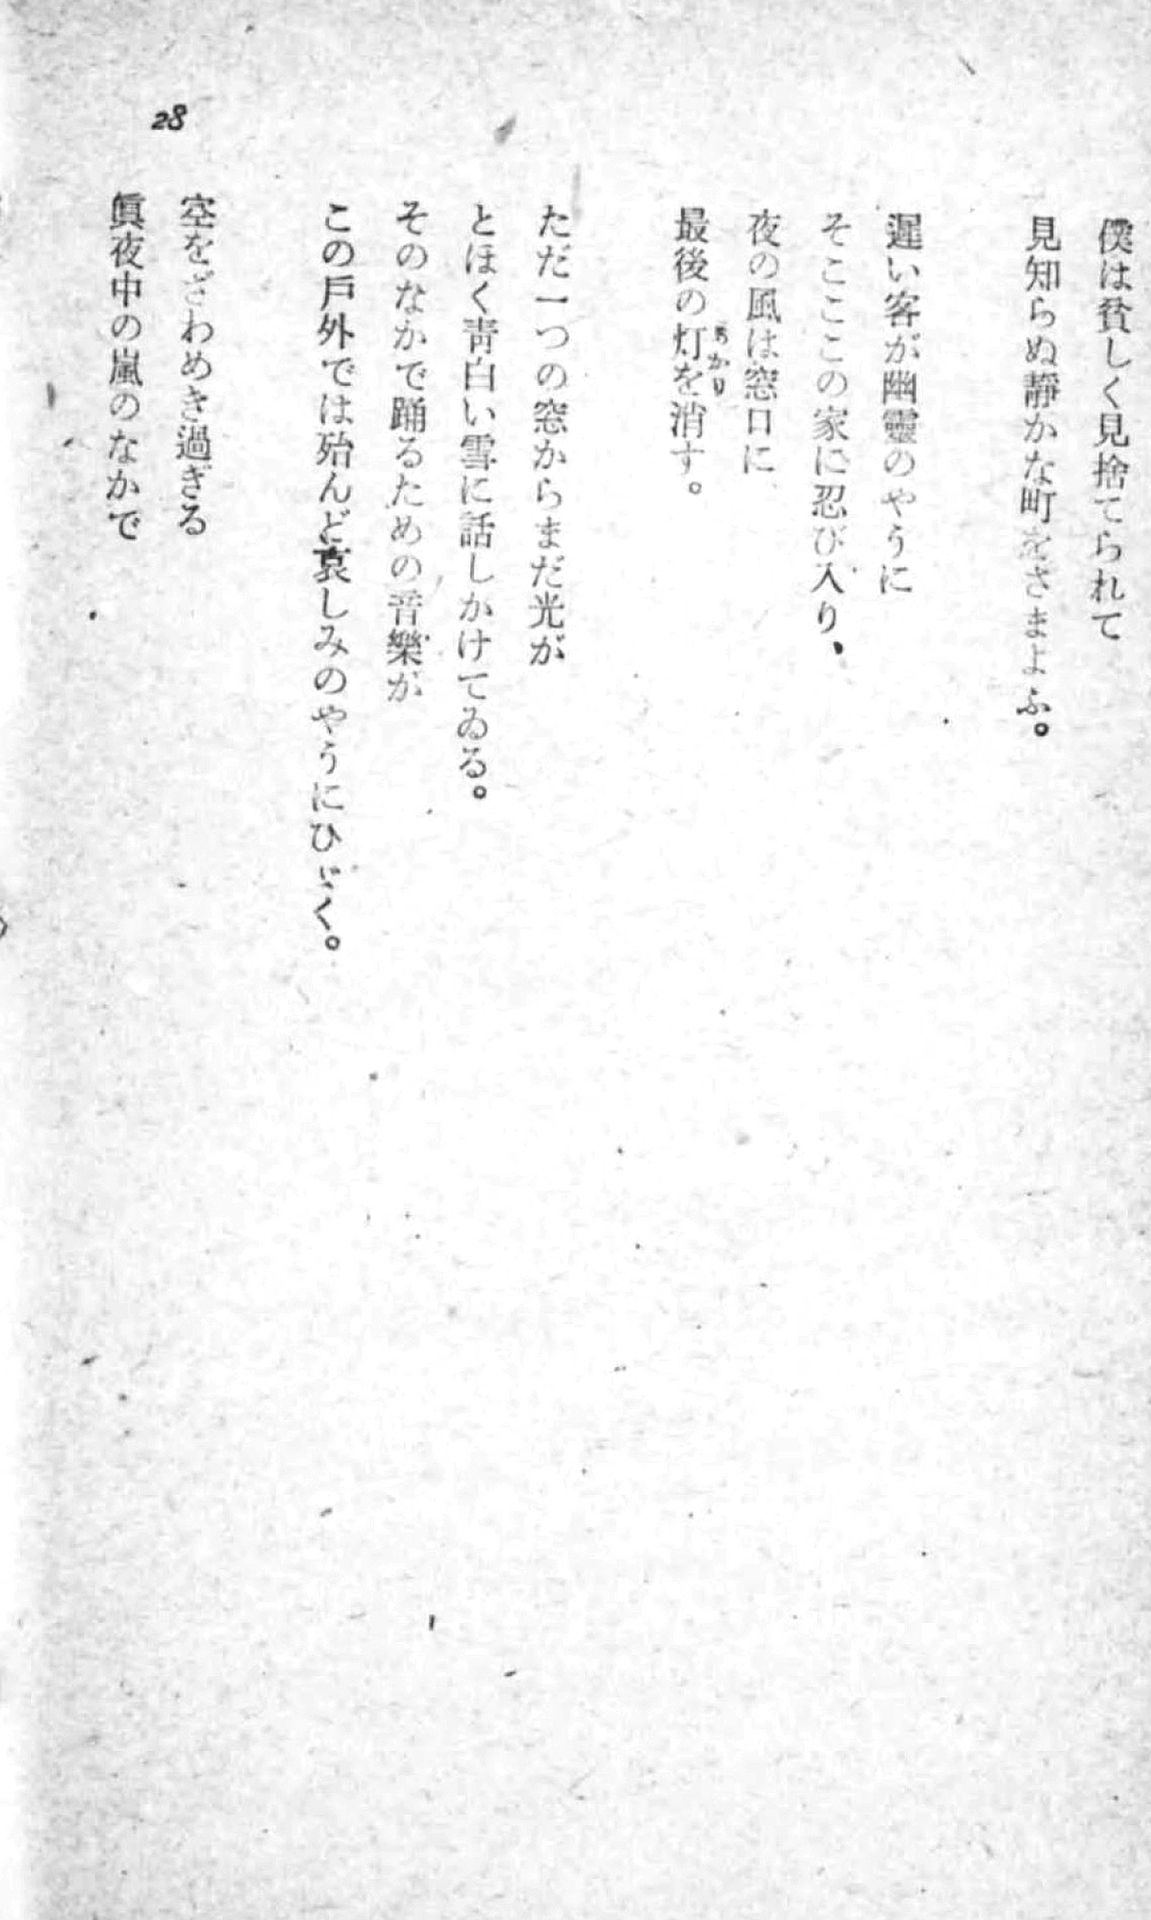 28
僕は貧しく見捨てられて
見知らぬ靜かな町をさまよふ。
遲い客が幽靈のやうに
そこここの家に忍び入り、
夜の風は窓口に
最後の灯を消す。
あかり
ただ一つの窓からまだ光が
とほく靑白い雪に話しかけてゐる。
そのなかで踊るための音樂が
この戶外では殆んど哀しみのやうにひびく。
空をざわめき過ぎる
眞夜中の嵐のなかで